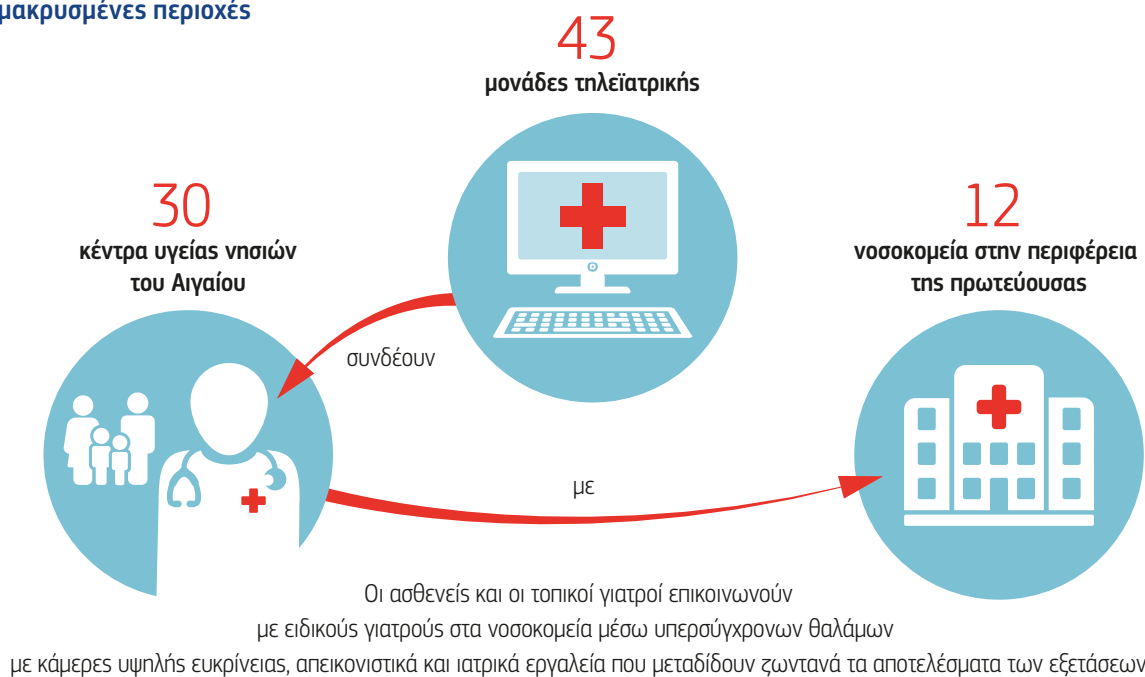 μακρυσμένες περιοχές
43
μονάδες τηλεϊατρικής
30
κέντρα υγείας νησιών
του Αιγαίου
12
νοσοκομεία στην περιφέρεια
της πρωτεύουσας
συνδέουν
με
Οι ασθενείς και οι τοπικοί γιατροί επικοινωνούν
με ειδικούς γιατρούς στα νοσοκομεία μέσω υπερσύγχρονων θαλάμων
με κάμερες υψηλής ευκρίνειας, απεικονιστικά και ιατρικά εργαλεία που μεταδίδουν ζωντανά τα αποτελέσματα των εξετάσεων